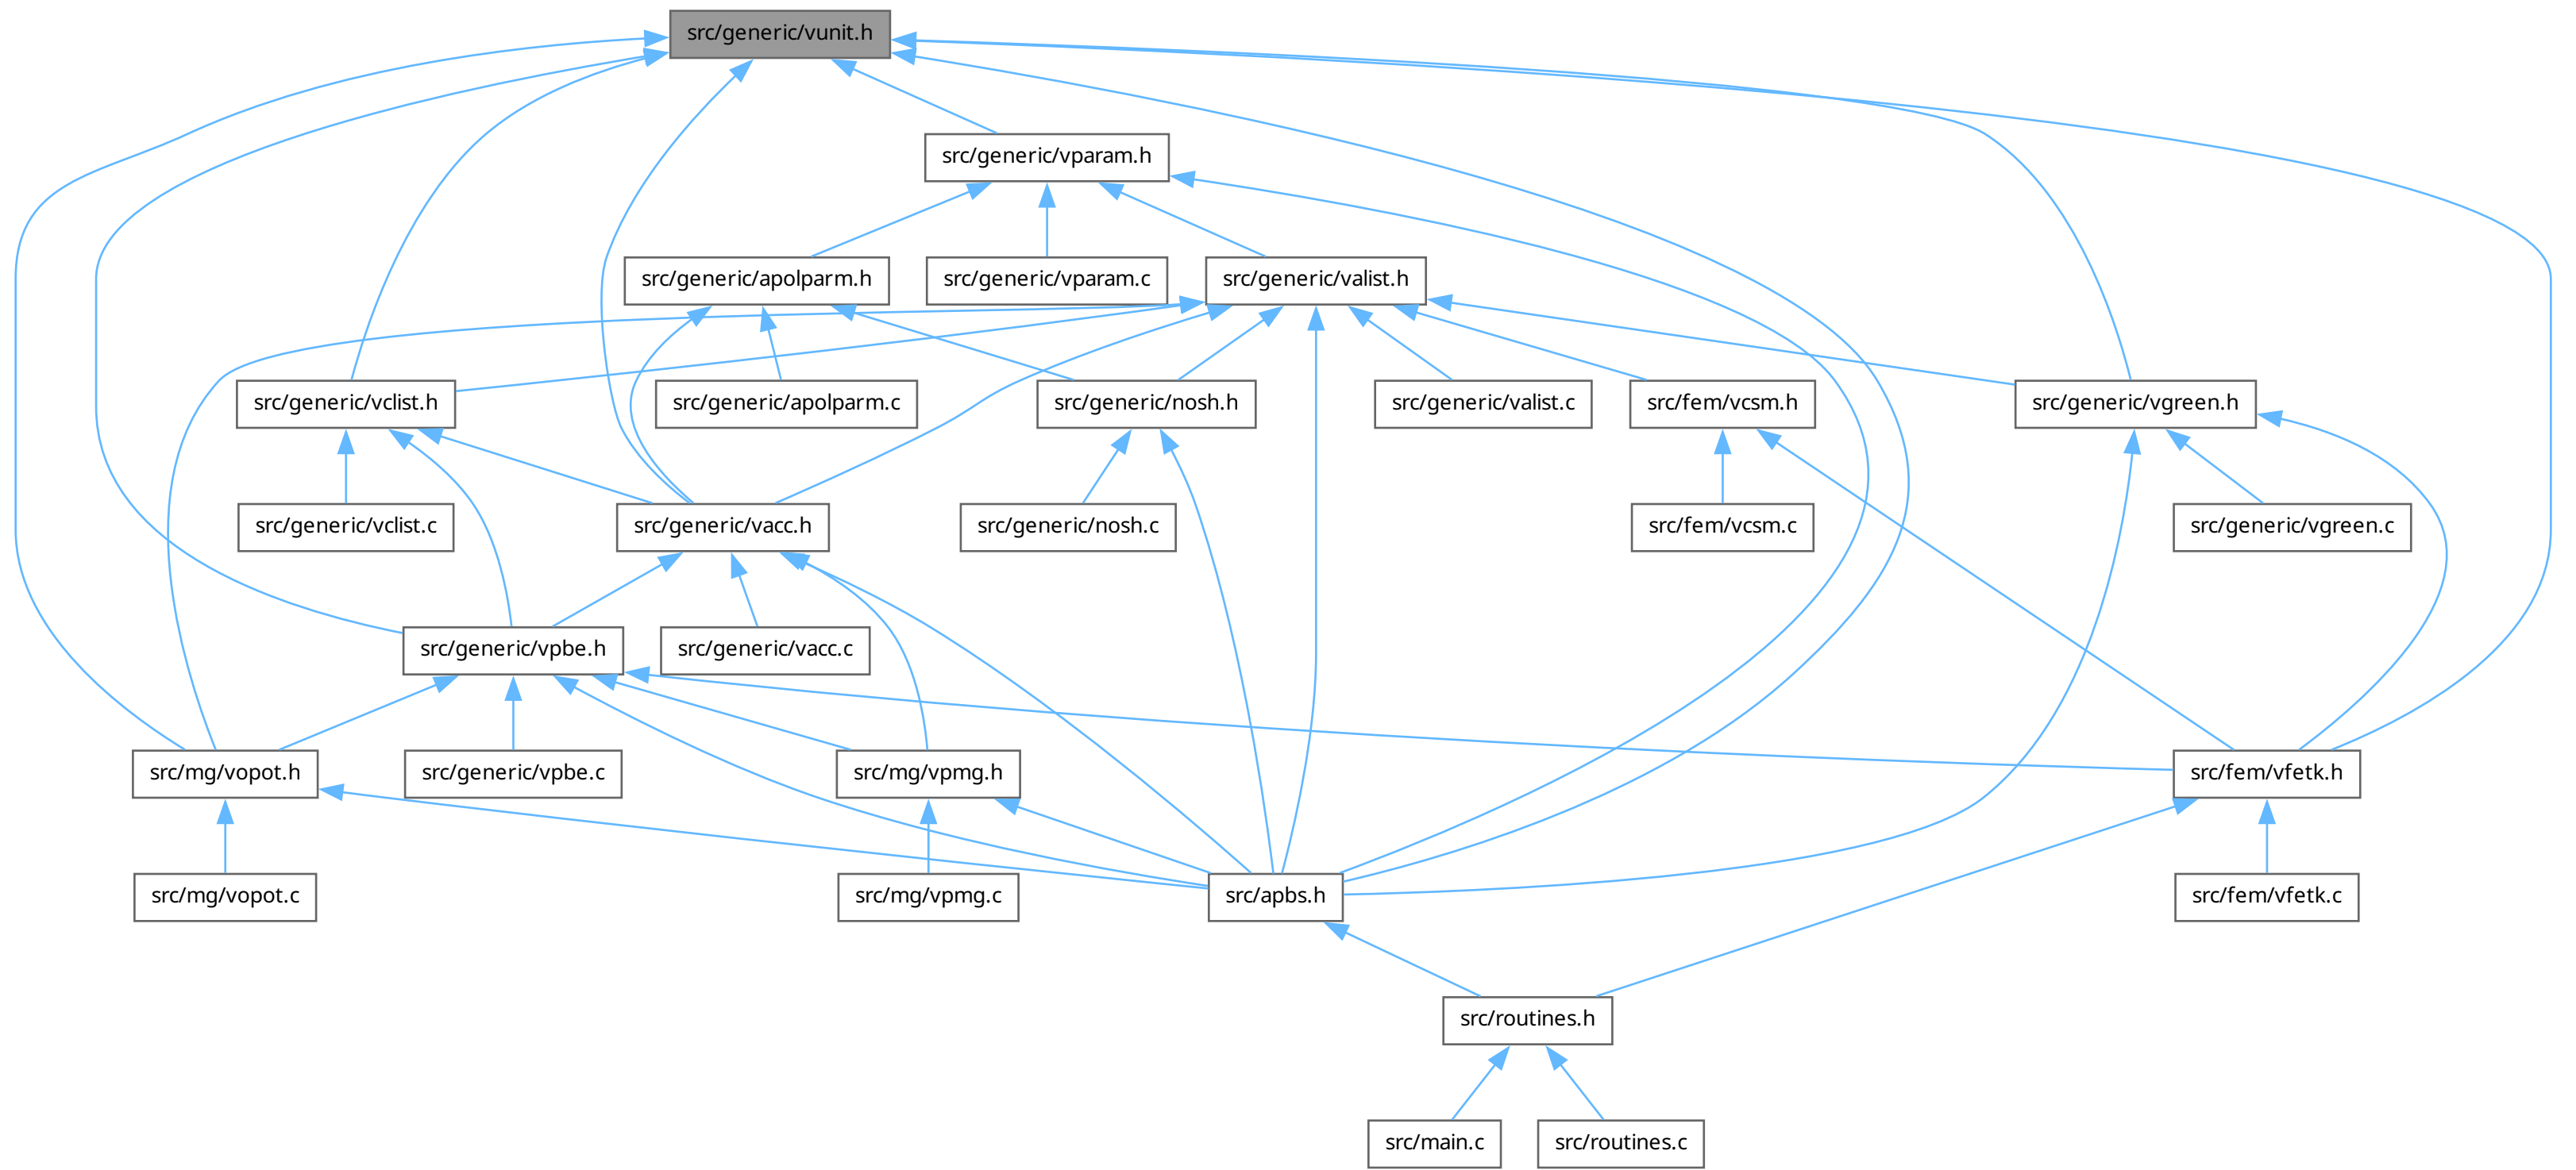 src/generic/vunit.h
src/generic/vparam.h
src/generic/apolparm.h
src/generic/vparam.c
src/generic/valist.h
src/generic/vclist.h
src/generic/apolparm.c
src/generic/nosh.h
src/generic/valist.c
src/fem/vcsm.h
src/generic/vgreen.h
src/generic/vclist.c
src/generic/vacc.h
src/generic/nosh.c
src/fem/vcsm.c
src/generic/vgreen.c
src/generic/vpbe.h
src/generic/vacc.c
src/mg/vopot.h
src/generic/vpbe.c
src/mg/vpmg.h
src/fem/vfetk.h
src/mg/vopot.c
src/mg/vpmg.c
src/apbs.h
src/fem/vfetk.c
src/routines.h
src/main.c
src/routines.c